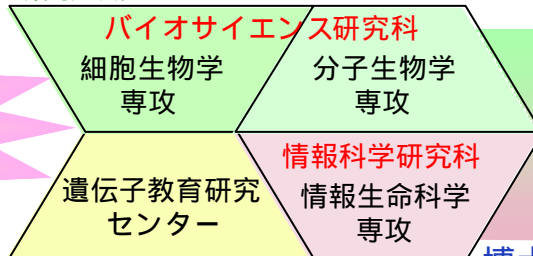 バイオサイエンス研究科
細胞生物学
専攻
分子生物学
専攻
遺伝子教育研究
センター
情報科学研究科
情報生命科学
専攻